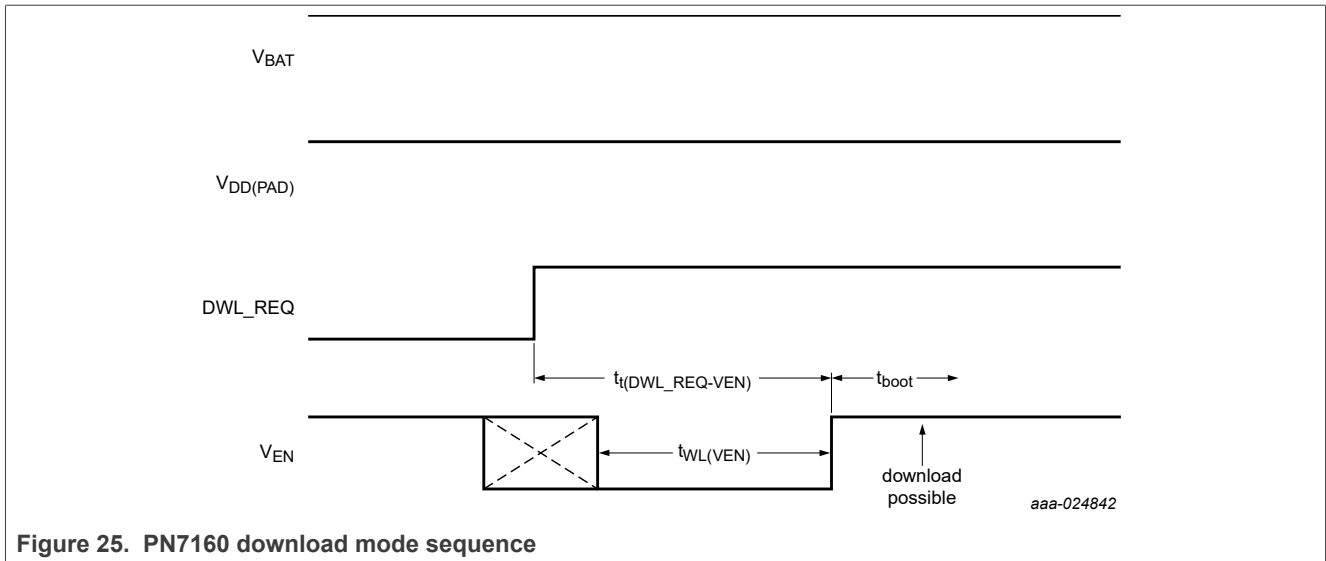 VBAT
VDD(PAD)
DWL_REQ
tt(DWL_REQ-VEN)
tboot
VEN
tWL(VEN)
download
possible
aaa-024842
Figure 25. PN7160 download mode sequence